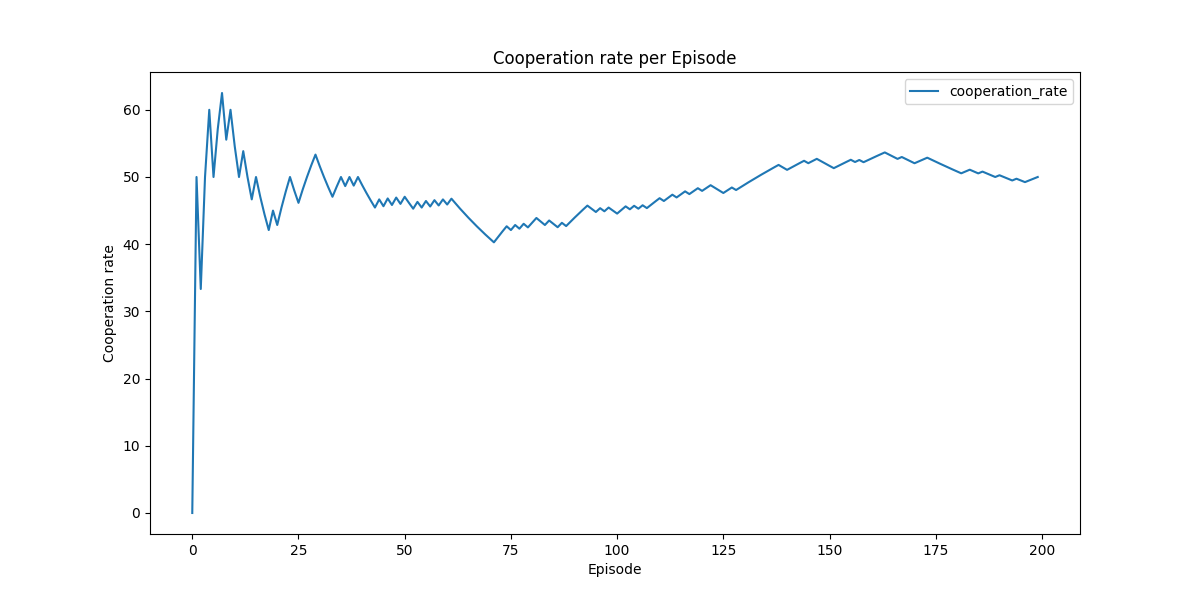 Cooperation rate per Episode
cooperation_rate
Cooperation rate
60
50
40
30
20
10
0
0 25 50 75 100 125 150 175 200
Episode